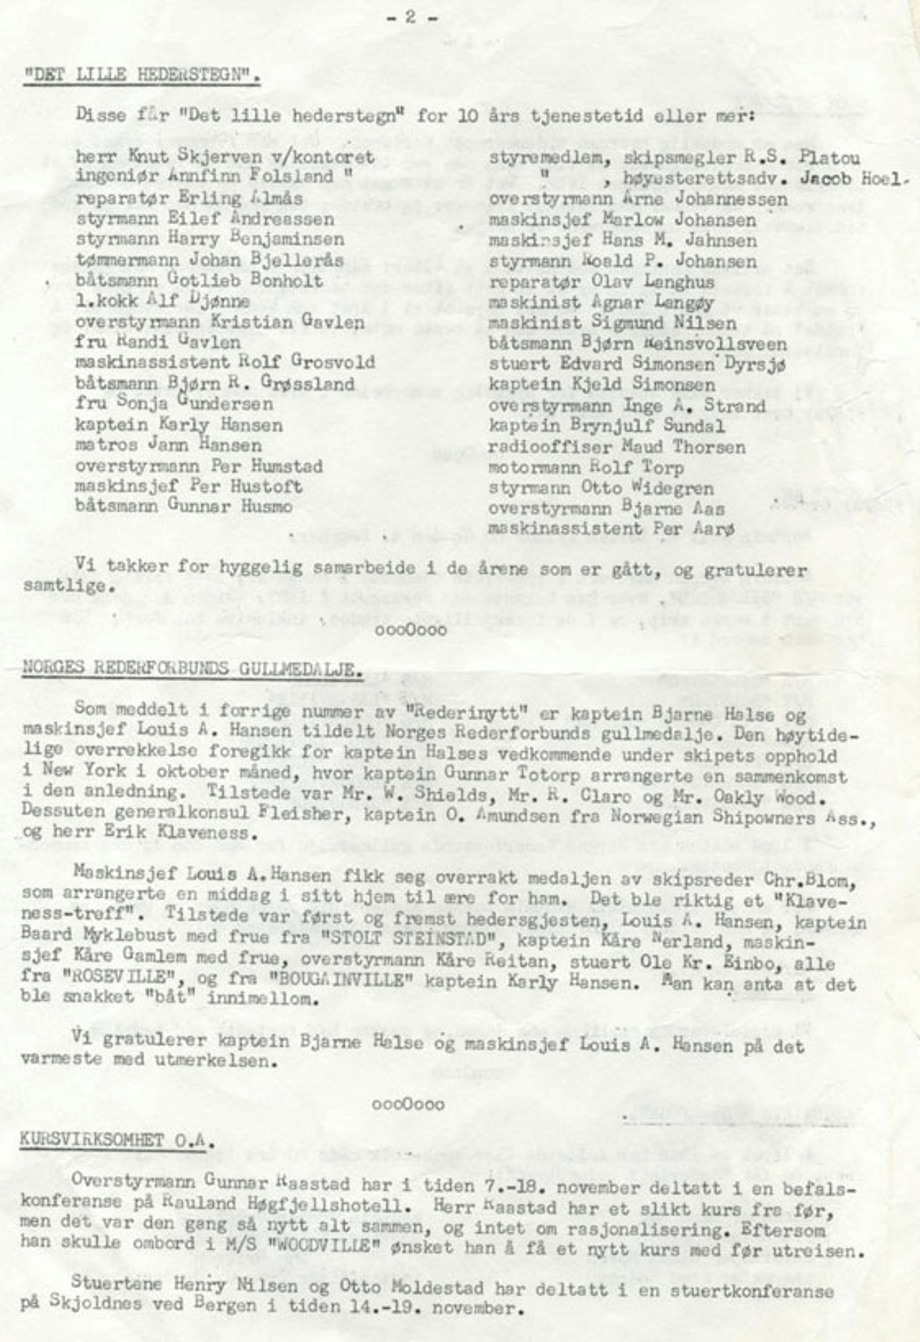 - 2 -
"DET LILLE HEDERSTEGN".
Disse får "Det lille hederstegn" for 10 års tjenestetid eller mer:
herr Knut Skjerven v/kontoret
ingeniør Annfinn Folsland "
reparatør Erling Almås
styrmann Eilef Andreassen
styrmann Harry Benjaminsen
tømmermann Johan Bjellerås
båtsmann Gotlieb Bonholt
1.kokk Alf Djønne
overstyrmann Kristian Gavlen
fru Randi Gavlen
maskinassistent Rolf Grosvold
båtsmann Bjørn R. Grøssland
fru Sonja Gundersen
kaptein Karly Hansen
matros Jann Hansen
overstyrmann Per Humstad
maskinsjef Per Hustoft
båtsmann Gunnar Husmo
styremedlem, skipsmegler R.S. Platou
" , høyesterettsadv. Jacob Hoel-
overstyrmann Arne Johannessen
maskinsjef Marlow Johansen
maskinsjef Hans M. Jahnsen
styrmann Roald P. Johansen
reparatør Olav Langhus
maskinist Agnar Langøy
maskinist Sigmund Nilsen
båtsmann Bjørn Reinsvollsveen
stuert Edvard Simonsen Dyrsjø
kaptein Kjeld Simonsen
overstyrmann Inge A. Strand
kaptein Brynjulf Sundal
radiooffiser Maud Thorsen
motormann Rolf Torp
styrmann Otto Widegren
overstyrmann Bjarne Aas
maskinassistent Per Aarø
Vi takker for hyggelig samarbeide i de årene som er gått, og gratulerer
samtlige.
oooOooo
NORGES REDERFORBUNDS GULLMEDALJE.
Som meddelt i forrige nummer av "Rederinytt" er kaptein Bjarne Halse og
maskinsjef Louis A. Hansen tildelt Norges Rederforbunds gullmedalje. Den høytide-
lige overrekkelse foregikk for kaptein Halses vedkommende under skipets opphold
i New York i oktober måned, hvor kaptein Gunnar Totorp arrangerte en sammenkomst
i den anledning. Tilstede var Mr. W. Shields, Mr. R. Claro og Mr. Oakly Wood.
Dessuten generalkonsul Fleisher, kaptein O. Amundsen fra Norwegian Shipowners Ass.,
og herr Erik Klaveness.
Maskinsjef Louis A.Hansen fikk seg overrakt medaljen av skipsreder Chr.Blom,
som arrangerte en middag i sitt hjem til ære for ham. Det ble riktig et "Klave-
ness-treff". Tilstede var først og fremst hedersgjesten, Louis A. Hansen, kaptein
Baard Myklebust med frue fra "STOLT STEINSTAD", kaptein Kåre Nerland, maskin-
sjef Kåre Gamlem med frue, overstyrmann Kåre Reitan, stuert Ole Kr. Einbo, alle
fra "ROSEVILLE", og fra "BOUGAINVILLE" kaptein Karly Hansen. Man kan anta at det
ble snakket "båt" innimellom.
Vi gratulerer kaptein Bjarne Halse og maskinsjef Louis A. Hansen på det
varmeste med utmerkelsen.
oooOooo
KURSVIRKSOMHET O.A.
Overstyrmann Gunnar Kaastad har i tiden 7.-18. november deltatt i en befals-
konferanse på Rauland Høgfjellshotell. Herr Kaastad har et slikt kurs fra før,
men det var den gang så nytt alt sammen, og intet om rasjonalisering. Eftersom
han skulle ombord i M/S "WOODVILLE" ønsket han å få et nytt kurs med før utreisen.
Stuertene Henry Nilsen og Otto Moldestad har deltatt i en stuertkonferanse
på Skjoldnes ved Bergen i tiden 14.-19. november.